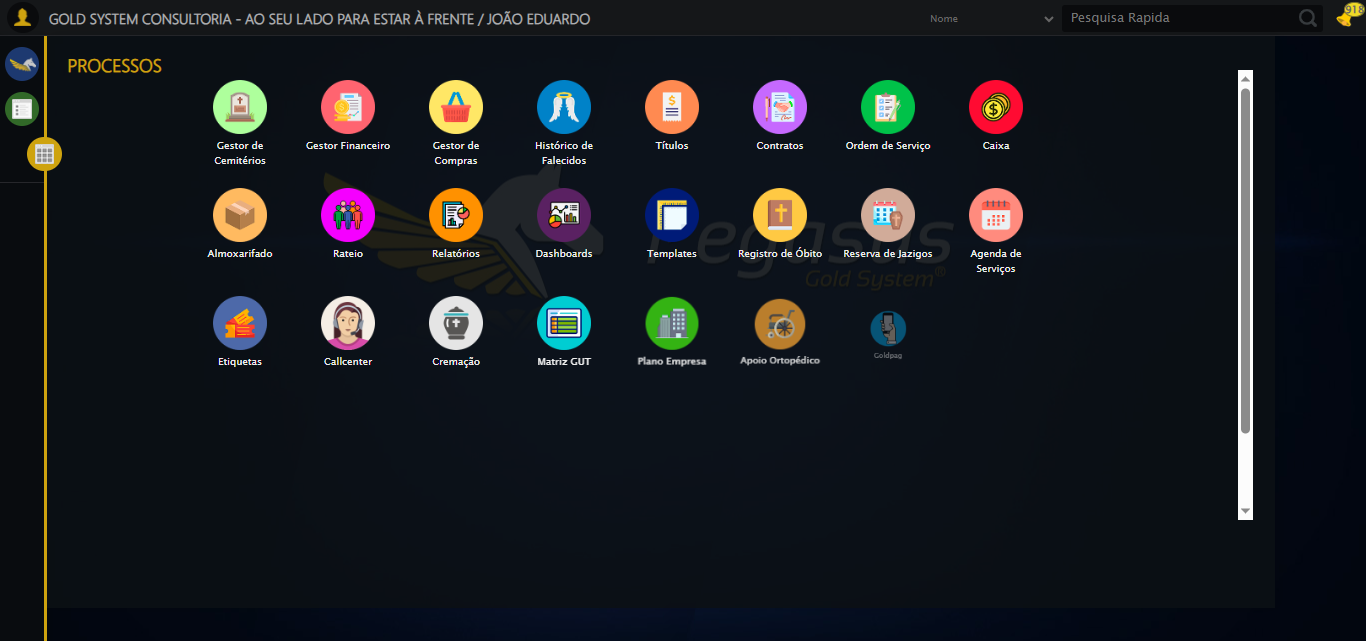 GOLD SYSTEM CONSULTORIA - AO SEU LADO PARA ESTAR À FRENTE / JOÃO EDUARDO
Nome
Pesquisa Rapida
918
PROCESSOS
Gestor de
Cemitérios
Gestor Financeiro
Gestor de
Compras
Histórico de
Falecidos
Títulos
Contratos
Ordem de Serviço
Caixa
Almoxarifado
Rateio
Relatórios
Dashboards
Templates
Registro de Óbito
Reserva de Jazigos
Agenda de
Serviços
Pegasus
Gold System®
Etiquetas
Callcenter
Cremação
Matriz GUT
Plano Empresa
Apoio Ortopédico
Goldpag